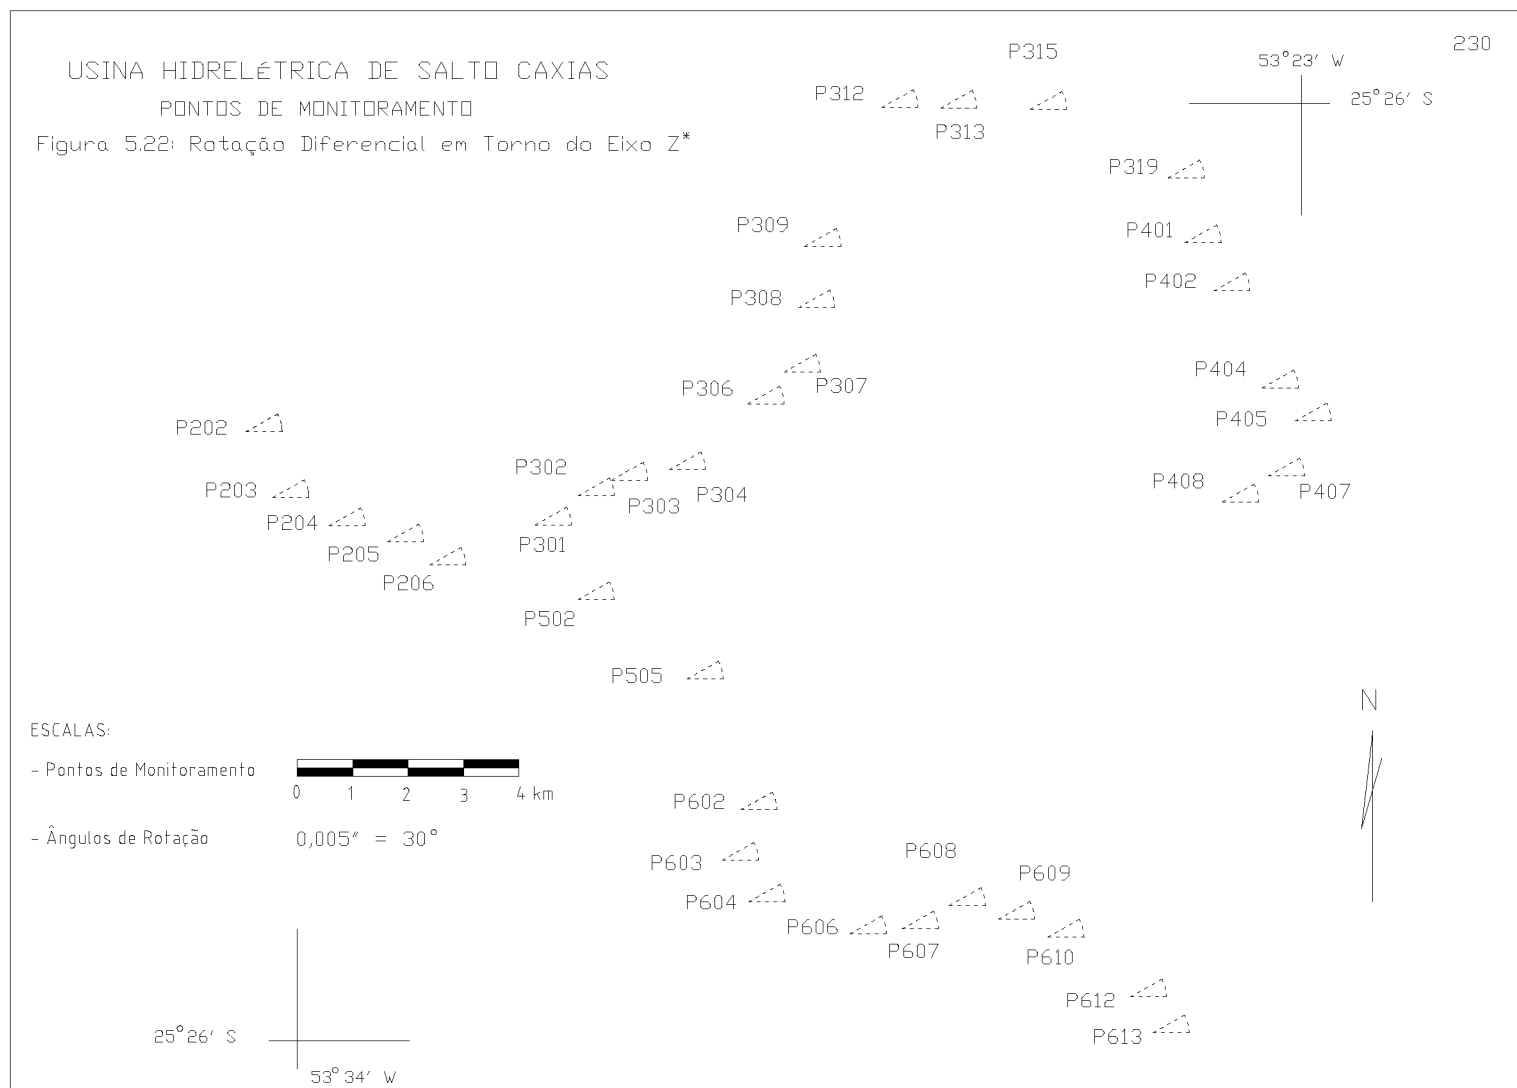 230
USINA HIDRELéTRICA DE SALTO CAXIAS
PONTOS DE MONITORAMENTO
Figura 5.22: Rotação Diferencial em Torno do Eixo Z*
P315
53°23' W
25°26' S
P312
P313
P319
P309
P401
P402
P308
P404
P306
P307
P405
P202
P302
P408
P407
P203
P303
P304
P204
P205
P301
P206
P502
P505
N
ESCALAS:
- Pontos de Monitoramento
0 1 2 3 4 km
- Ângulos de Rotação 0,005" = 30°
P602
P603
P608
P609
P604
P606
P607
P610
P612
P613
25°26' S
53°34' W